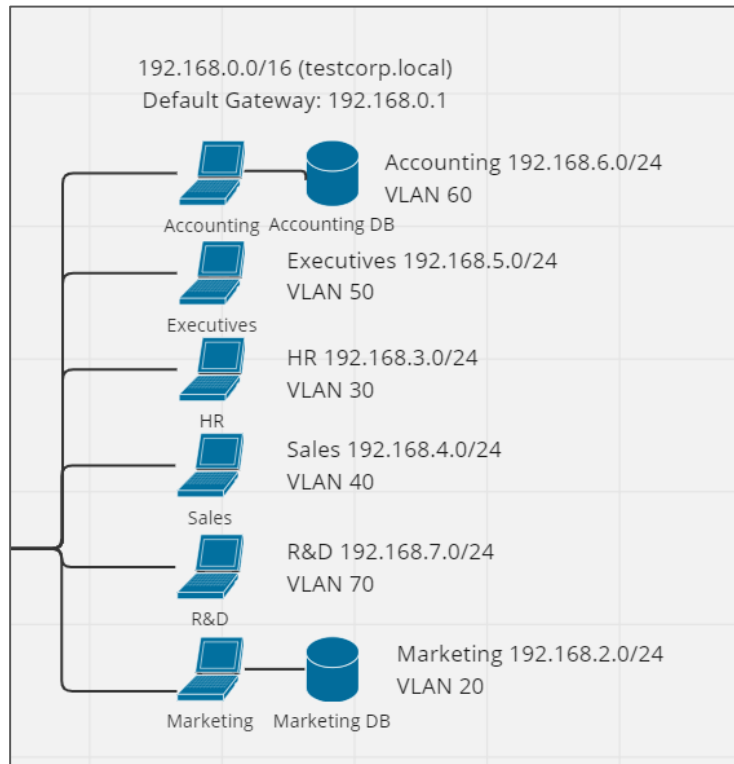 192.168.0.0/16 (testcorp.local)
Default Gateway: 192.168.0.1
Accounting 192.168.6.0/24
VLAN 60
Accounting
Accounting DB
Executives 192.168.5.0/24
VLAN 50
Executives
HR 192.168.3.0/24
VLAN 30
HR
Sales 192.168.4.0/24
VLAN 40
Sales
R&D 192.168.7.0/24
VLAN 70
R&D
Marketing 192.168.2.0/24
VLAN 20
Marketing
Marketing DB